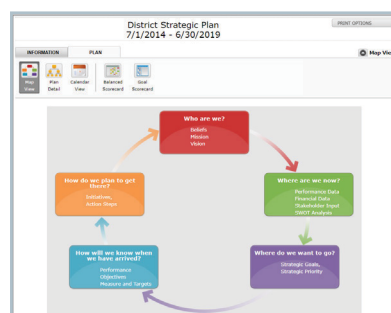 District Strategic Plan
7/1/2014 - 6/30/2019
PRINT OPTIONS
INFORMATION
PLAN
Map Vie
Map
View
Plan
Detail
Calendar
View
Balanced
Scorecard
Goal
Scorecard
Who are we?
Beliefs
Mission
Vision
How do we plan to get
there?
Initiatives,
Action Steps
Where are we now?
Performance Data
Financial Data
Stakeholder Input
SWOT Analysis
How will we know when
we have arrived?
Performance
Objectives
Measure and Targets
Where do we want to go?
Strategic Goals,
Strategic Priority